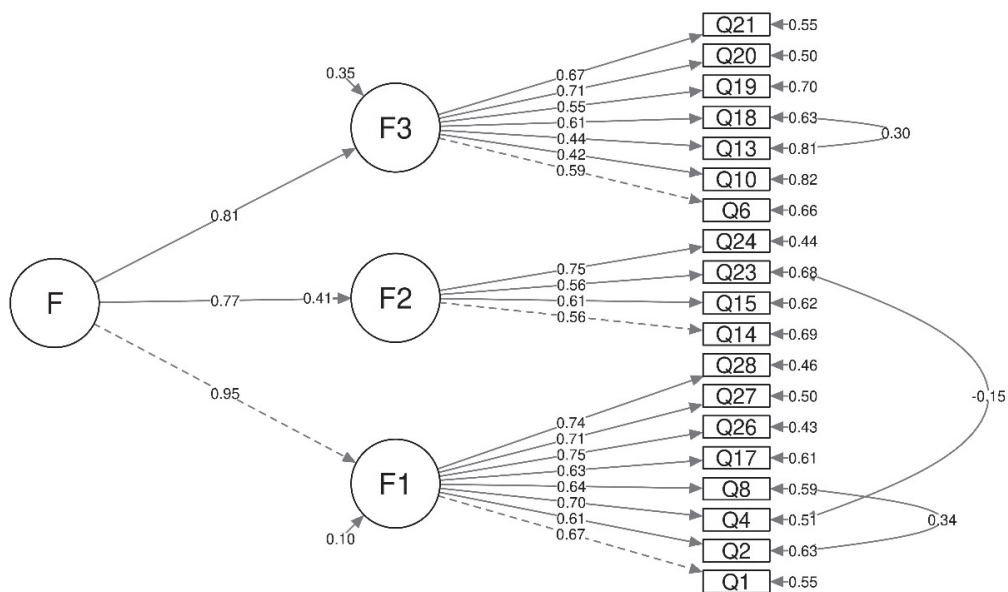 Q21 0.55
Q20 0.50
0.35 0.67 Q19 0.70
0.71
0.55
F3 0.61 Q18 0.63
0.44 Q13 0.81 0.30
0.42 Q10 0.82
0.59
Q6 0.66
0.81
Q24 0.44
0.75 Q23 0.68
0.56
F 0.77 0.41 F2 0.61 Q15 0.62
0.56 Q14 0.69
Q28 0.46
0.95 Q27 0.50 -0.15
0.74 Q26 0.43
0.71
0.75 Q17 0.61
0.63
F1 0.64 Q8 0.59
0.70 Q4 0.51 0.34
0.61
0.10 0.67 Q2 0.63
Q1 0.55